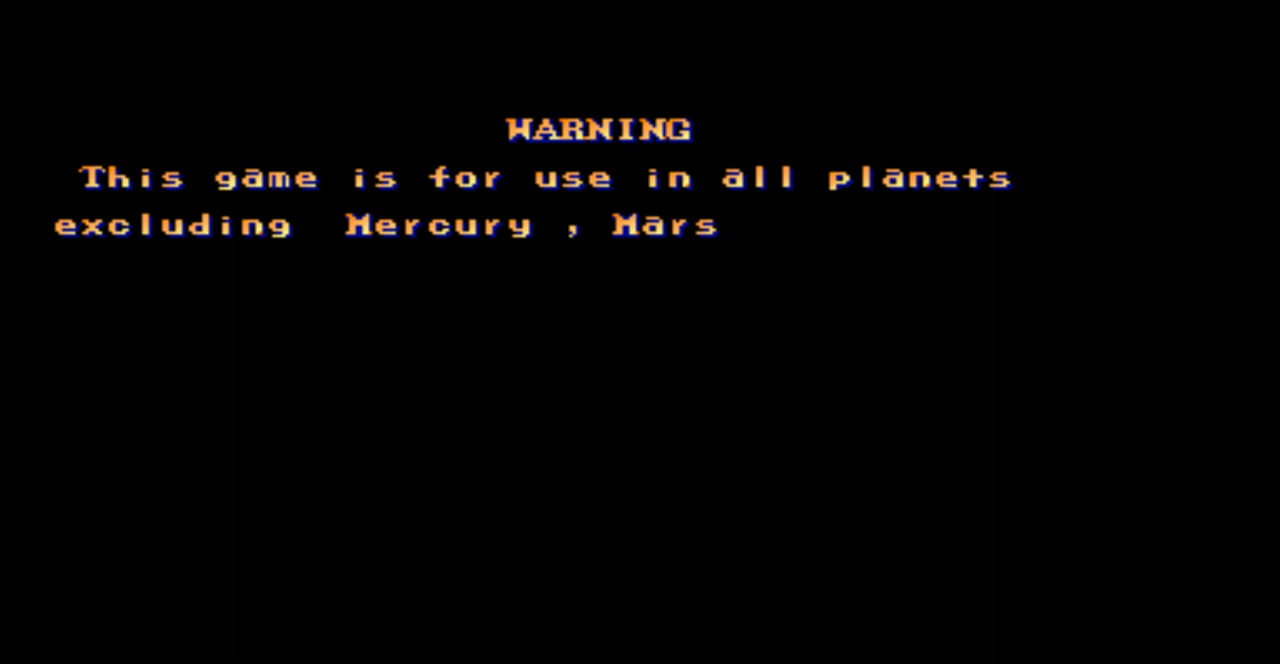 WARNING
This game is for use in all planets
excluding Mercury , Mars